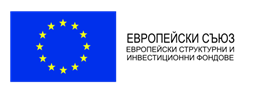 ЕВРОПЕЙСКИ СЪЮЗ
ЕВРОПЕЙСКИ СТРУКТУРНИ И
ИНВЕСТИЦИОННИ ФОНДОВЕ